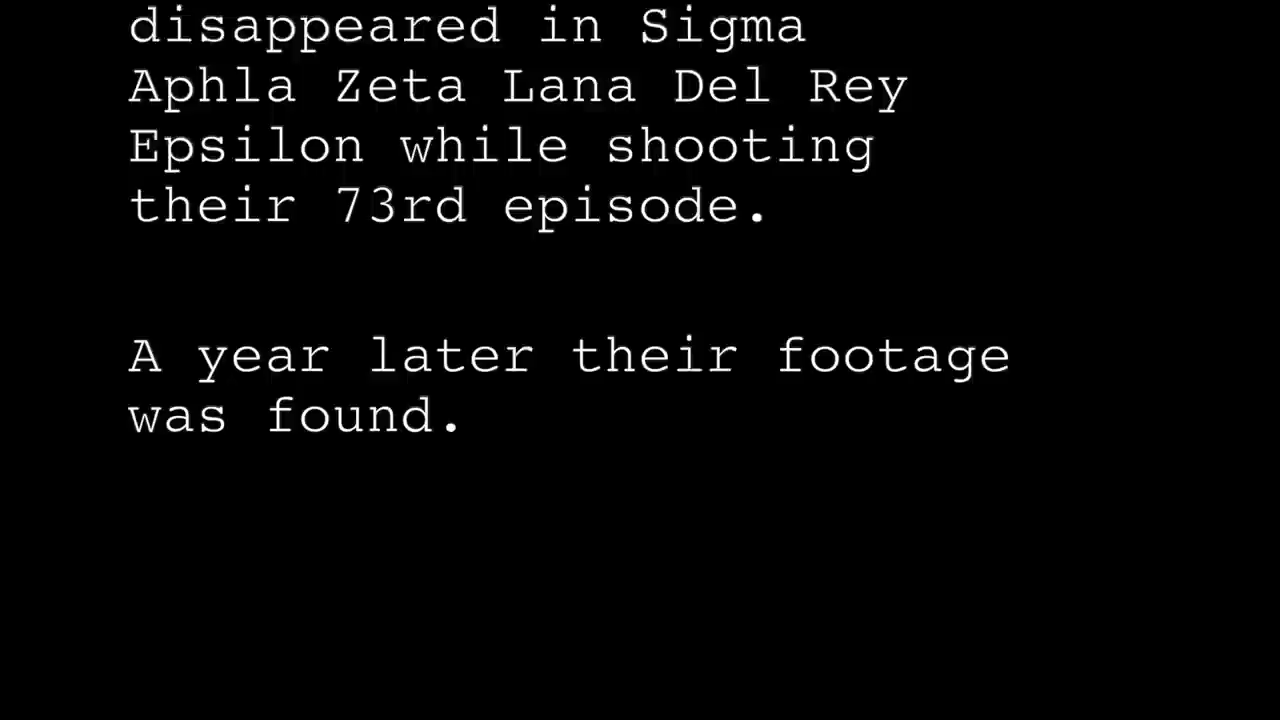 disappeared in Sigma
Aphla Zeta Lana Del Rey
Epsilon while shooting
their 73rd episode.
A year later their footage
was found.